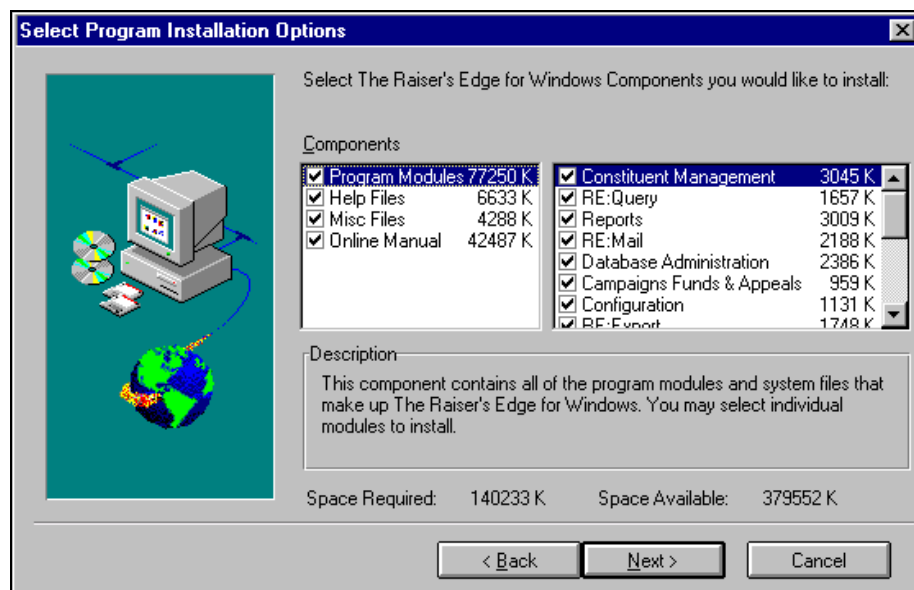 Select Program Installation Options
Select The Raiser's Edge for Windows Components you would like to install:
Components
Program Modules 77250 K
Help Files 6633 K
Misc Files 4288 K
Online Manual 42487 K
Constituent Management 3045 K
RE:Query 1657 K
Reports 3009 K
RE:Mail 2188 K
Database Administration 2386 K
Campaigns Funds & Appeals 959 K
Configuration 1131 K
RE:Export 1748 K
Description
This component contains all of the program modules and system files that
make up The Raiser's Edge for Windows. You may select individual
modules to install.
Space Required: 140233 K Space Available: 379552 K
< Back Next > Cancel